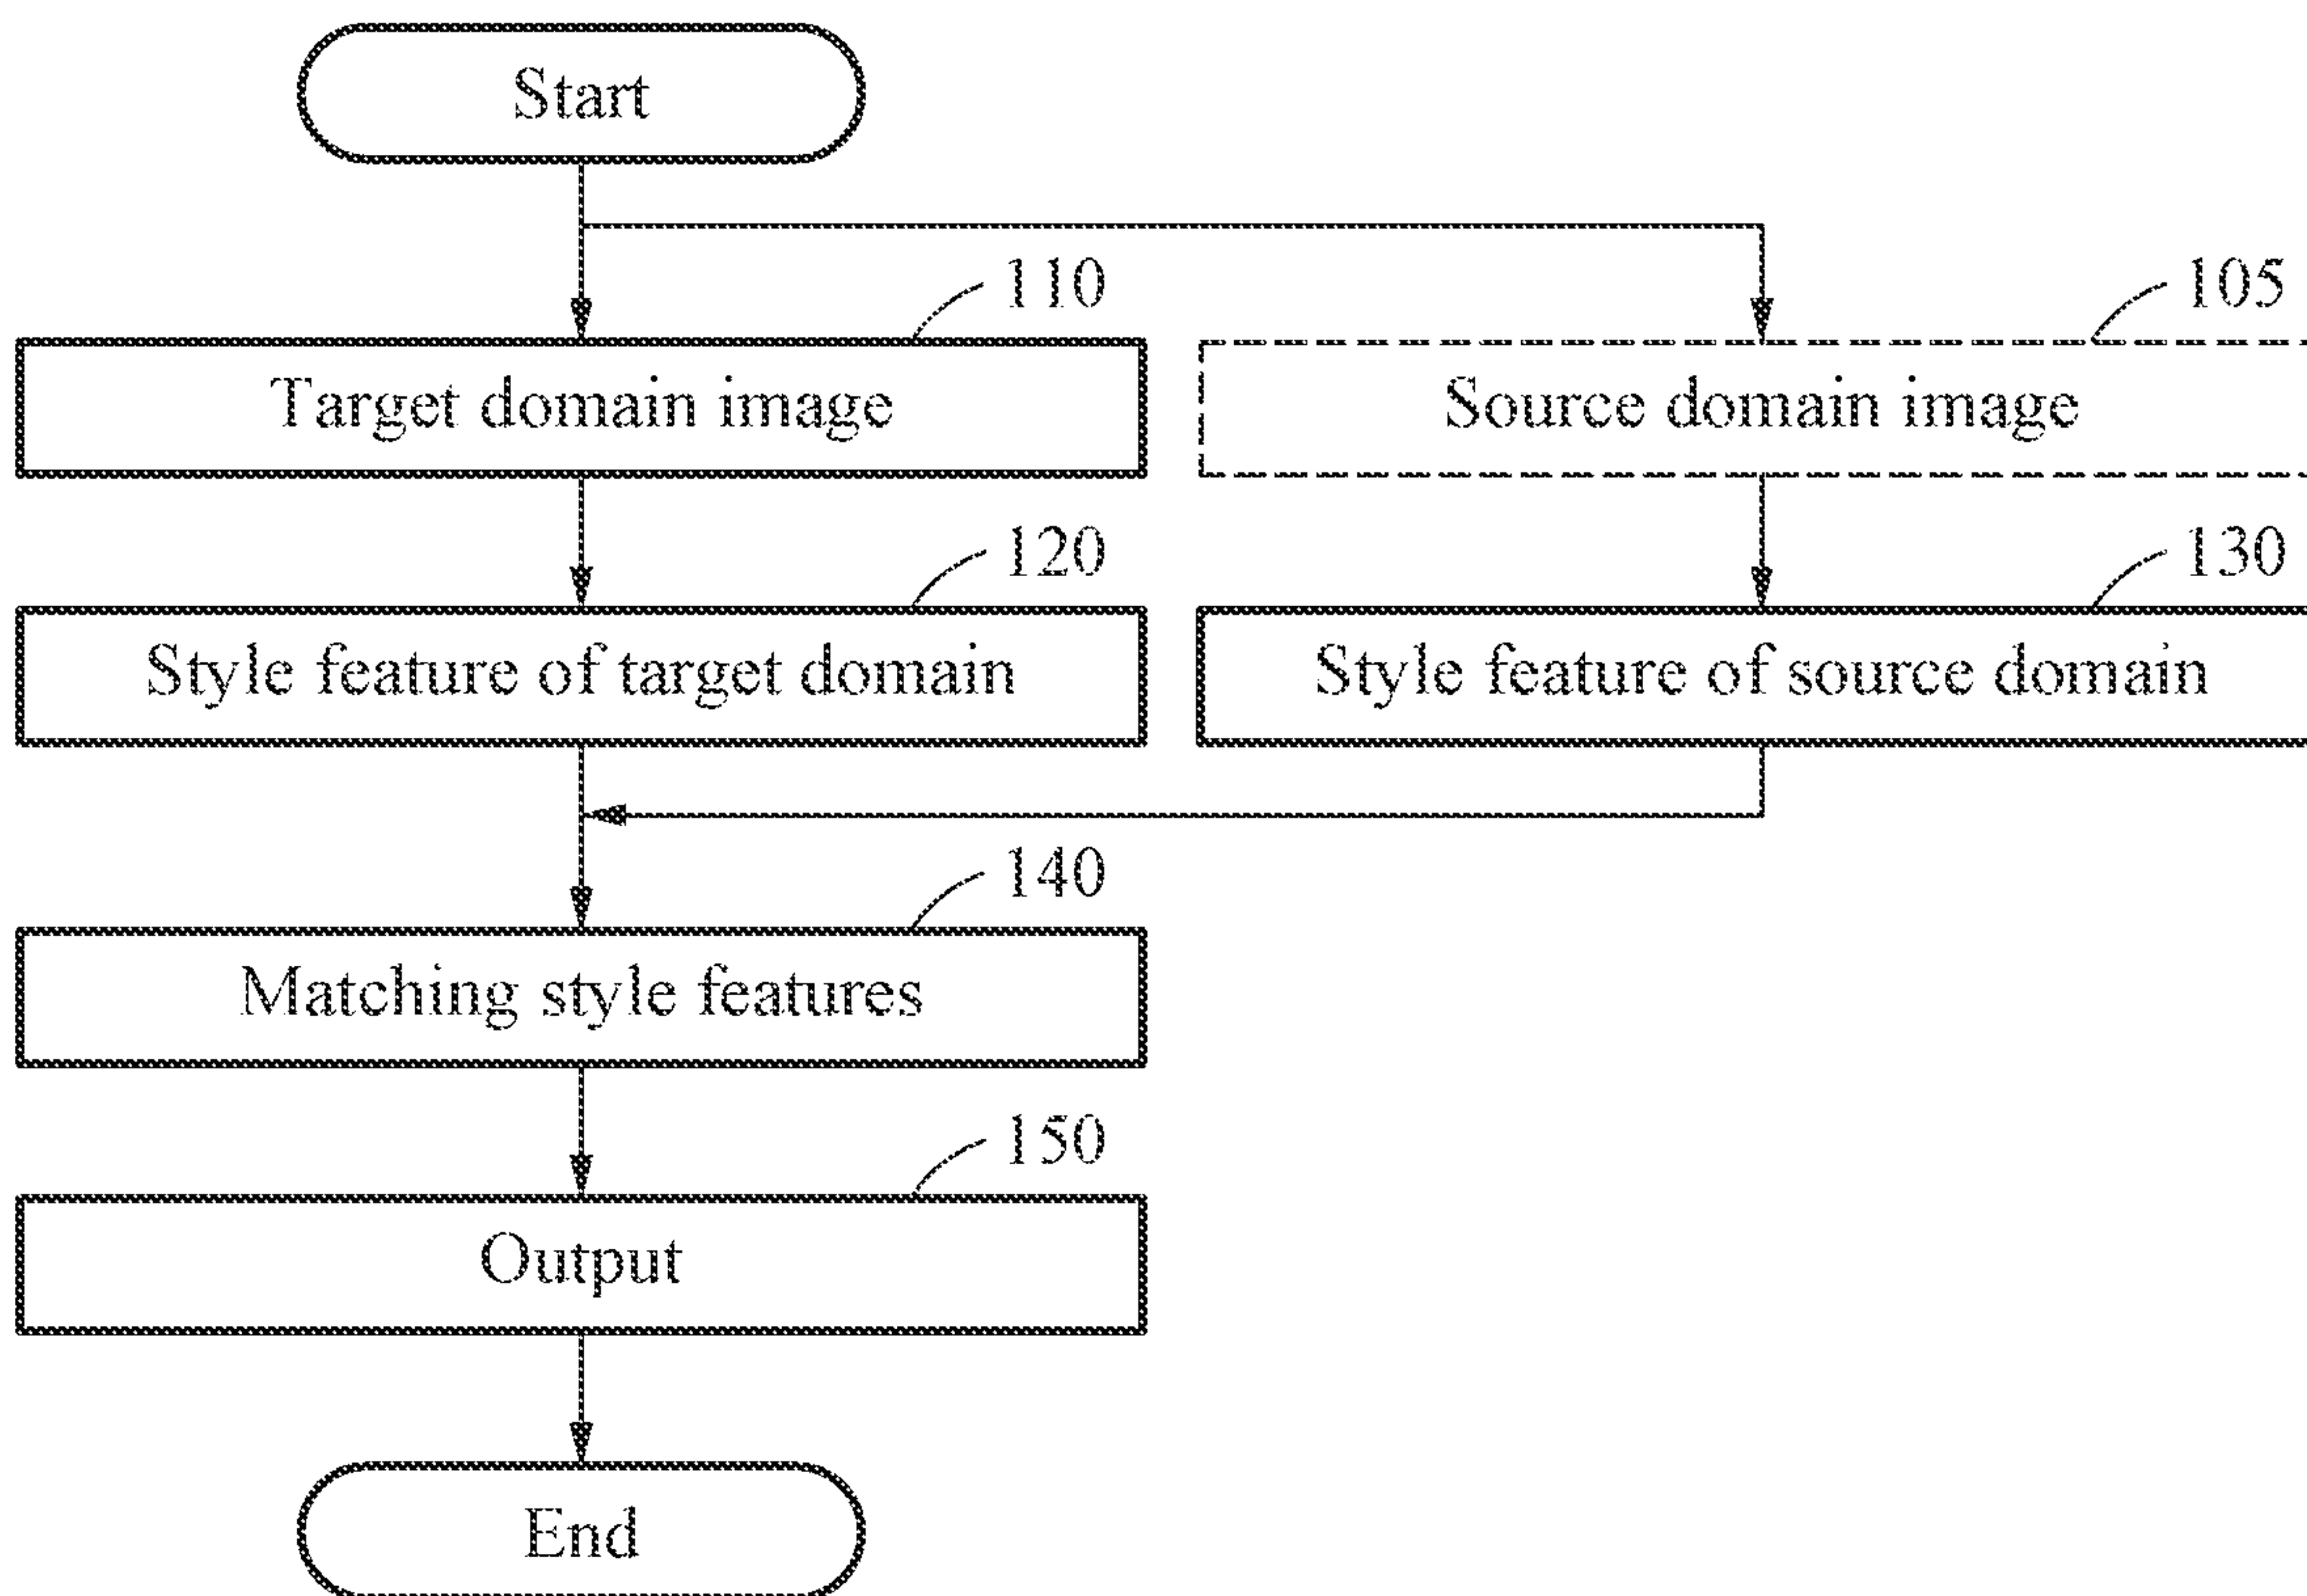 Start
110
105
Target domain image
Source domain image
120
130
Style feature of target domain
Style feature of source domain
140
Matching style features
150
Output
End